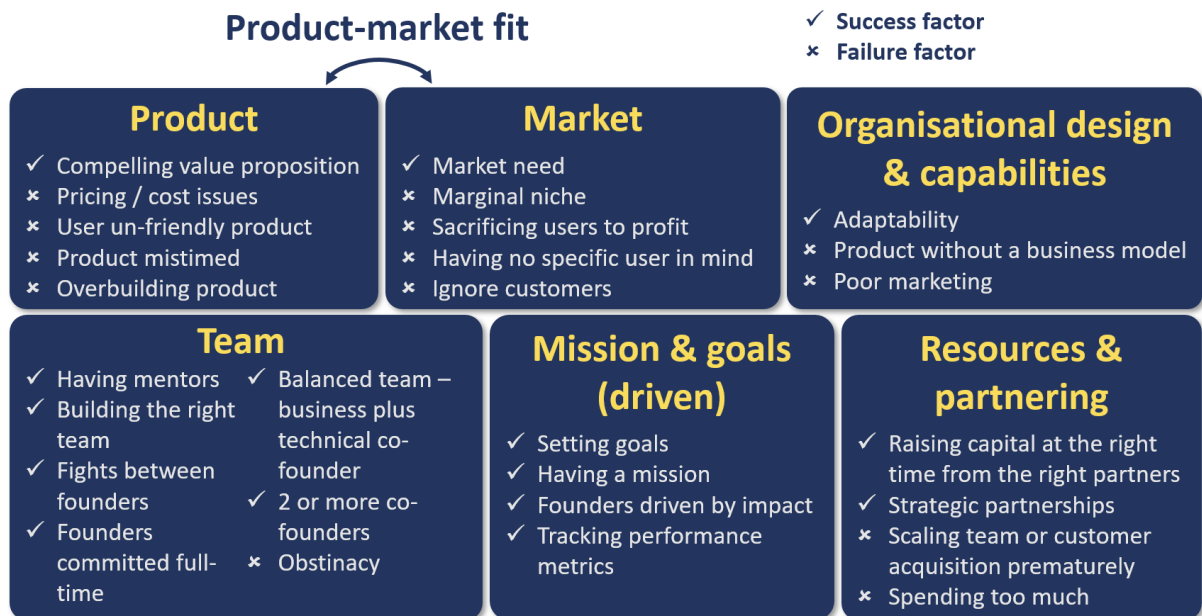 Product-market fit
✓ Success factor
× Failure factor
Product
✓ Compelling value proposition
× Pricing / cost issues
× User un-friendly product
× Product mistimed
× Overbuilding product
Market
✓ Market need
× Marginal niche
× Sacrificing users to profit
× Having no specific user in mind
× Ignore customers
Organisational design
& capabilities
✓ Adaptability
× Product without a business model
× Poor marketing
Team
✓ Having mentors
✓ Building the right
team
✓ Fights between
founders
✓ Founders
committed full-
time
✓ Balanced team –
business plus
technical co-
founder
✓ 2 or more co-
founders
× Obstinacy
Mission & goals
(driven)
✓ Setting goals
✓ Having a mission
✓ Founders driven by impact
✓ Tracking performance
metrics
Resources &
partnering
✓ Raising capital at the right
time from the right partners
✓ Strategic partnerships
× Scaling team or customer
acquisition prematurely
× Spending too much